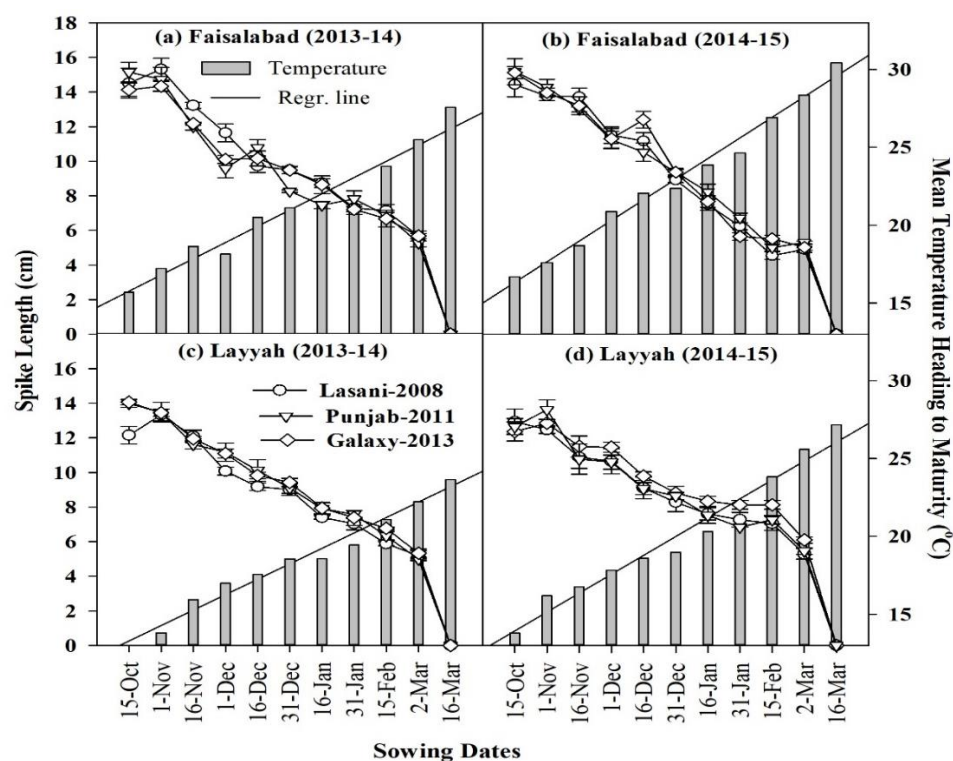 (a) Faisalabad (2013-14)
Temperature
Regr. line
(b) Faisalabad (2014-15)
(c) Layyah (2013-14)
Lasani-2008
Punjab-2011
Galaxy-2013
(d) Layyah (2014-15)
Spike Length (cm)
18
16
14
12
10
8
6
4
2
0
14
12
10
8
6
4
2
0
Mean Temperature Heading to Maturity (⁰C)
30
25
20
15
30
25
20
15
15-Oct
1-Nov
16-Nov
1-Dec
16-Dec
31-Dec
16-Jan
31-Jan
15-Feb
2-Mar
16-Mar
15-Oct
1-Nov
16-Nov
1-Dec
16-Dec
31-Dec
16-Jan
31-Jan
15-Feb
2-Mar
16-Mar
Sowing Dates